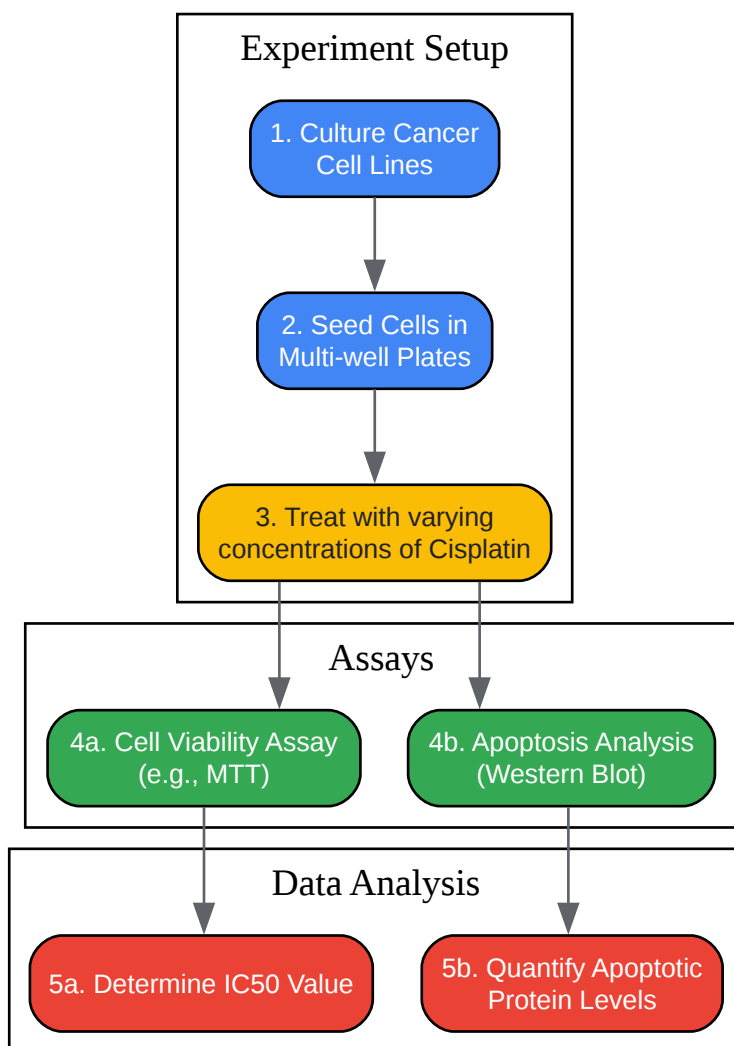 Experiment Setup
1. Culture Cancer
Cell Lines
2. Seed Cells in
Multi-well Plates
3. Treat with varying
concentrations of Cisplatin
Assays
4a. Cell Viability Assay
(e.g., MTT)
4b. Apoptosis Analysis
(Western Blot)
Data Analysis
5a. Determine IC50 Value
5b. Quantify Apoptotic
Protein Levels